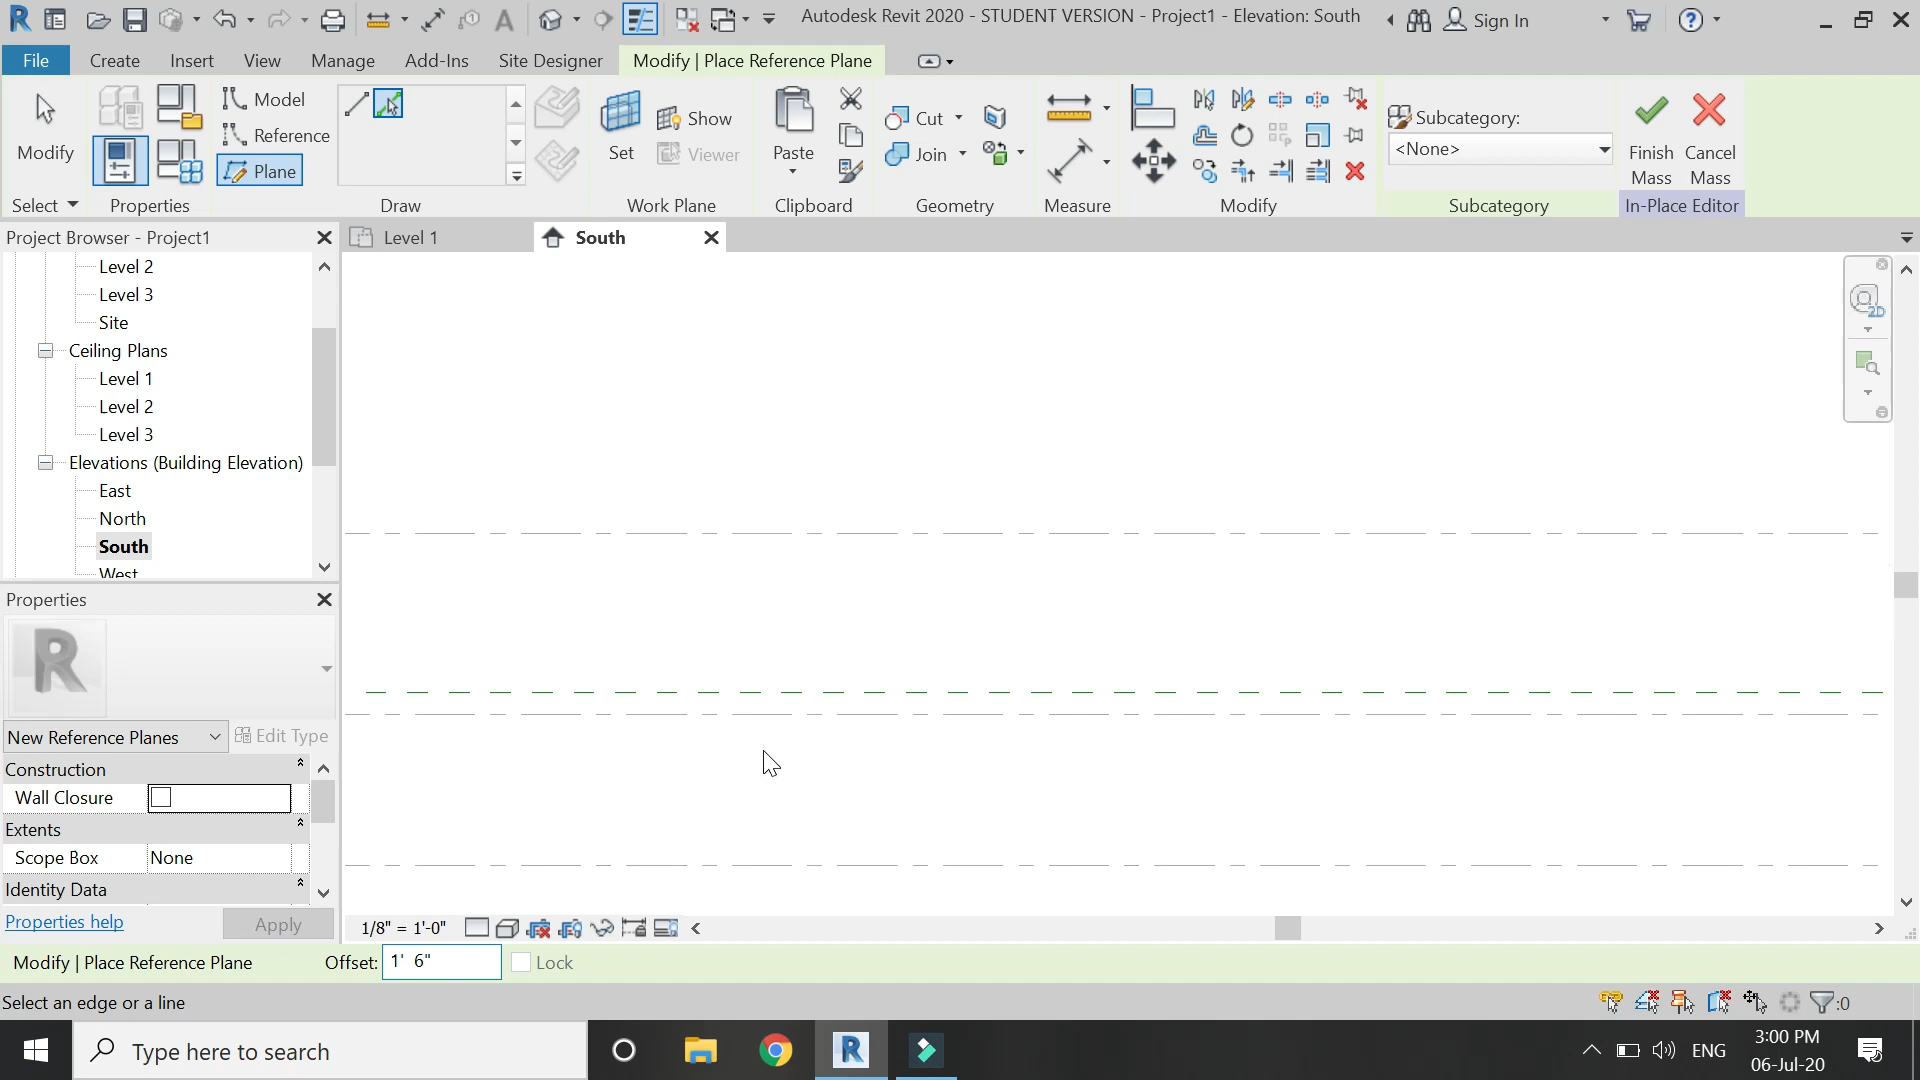 Autodesk Revit 2020 - STUDENT VERSION - Project1 - Elevation: South
Sign In
File
Create
Insert
View
Manage
Add-Ins
Site Designer
Modify | Place Reference Plane
Modify
Model
Reference
Plane
Set
Show
Viewer
Paste
Cut
Join
Subcategory:
<None>
Finish Mass
Cancel Mass
Select
Properties
Draw
Work Plane
Clipboard
Geometry
Measure
Modify
Subcategory
In-Place Editor
Project Browser - Project1
Level 1
South
Level 2
Level 3
Site
Ceiling Plans
Level 1
Level 2
Level 3
Elevations (Building Elevation)
East
North
South
West
2D
Properties
R
New Reference Planes
Edit Type
Construction
Wall Closure
Extents
Scope Box
None
Identity Data
Properties help
Apply
1/8" = 1'-0"
Modify | Place Reference Plane
Offset:
1' 6"
Lock
Select an edge or a line
:0
Type here to search
ENG
3:00 PM
06-Jul-20